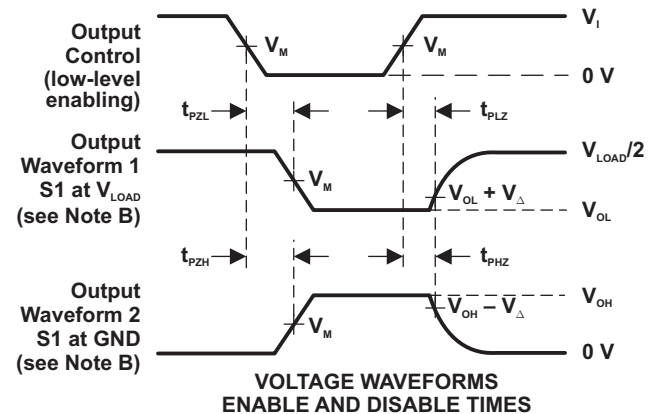 Output
Control
(low-level
enabling)
V_M
V_M
V_I
0 V
t_PZL
t_PLZ
Output
Waveform 1
S1 at V_LOAD
(see Note B)
V_M
V_LOAD/2
V_OL + V_Δ
V_OL
t_PZH
t_PHZ
Output
Waveform 2
S1 at GND
(see Note B)
V_M
V_OH
V_OH – V_Δ
0 V
VOLTAGE WAVEFORMS
ENABLE AND DISABLE TIMES